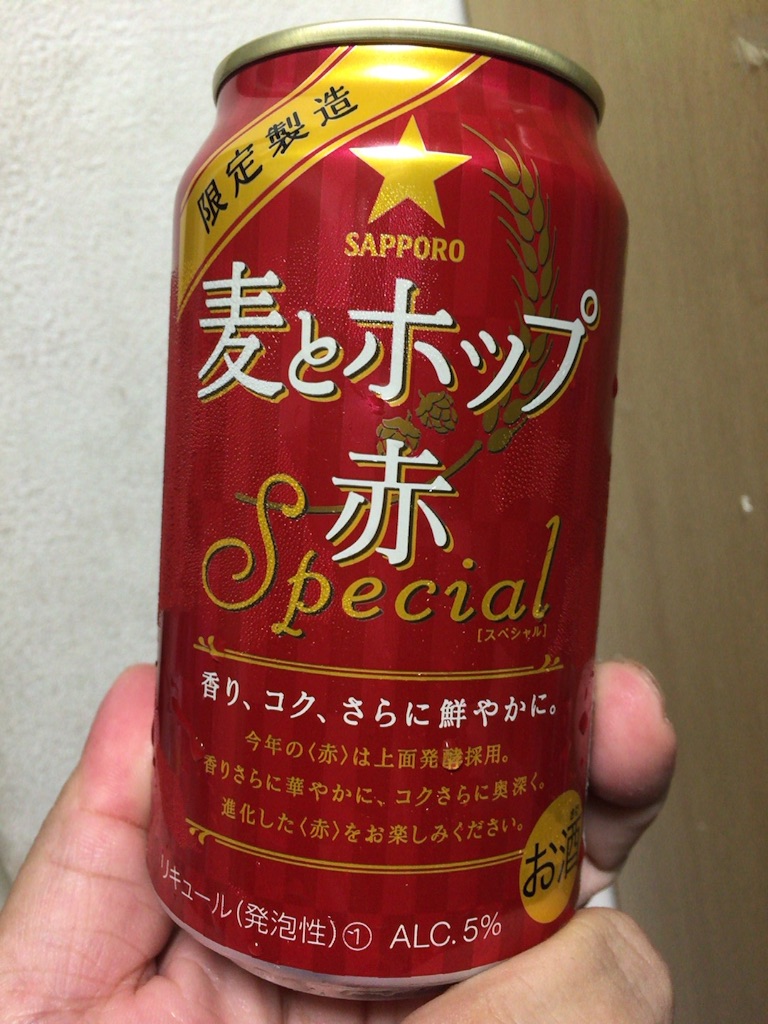 限定製造
SAPPORO
麦とホップ
赤
Special
[スペシャル]
香り、コク、さらに鮮やかに。
今年の〈赤〉は上面発酵採用。
香りさらに華やかに、コクさらに奥深く。
進化した〈赤〉をお楽しみください。
お酒
リキュール(発泡性)① ALC.5%